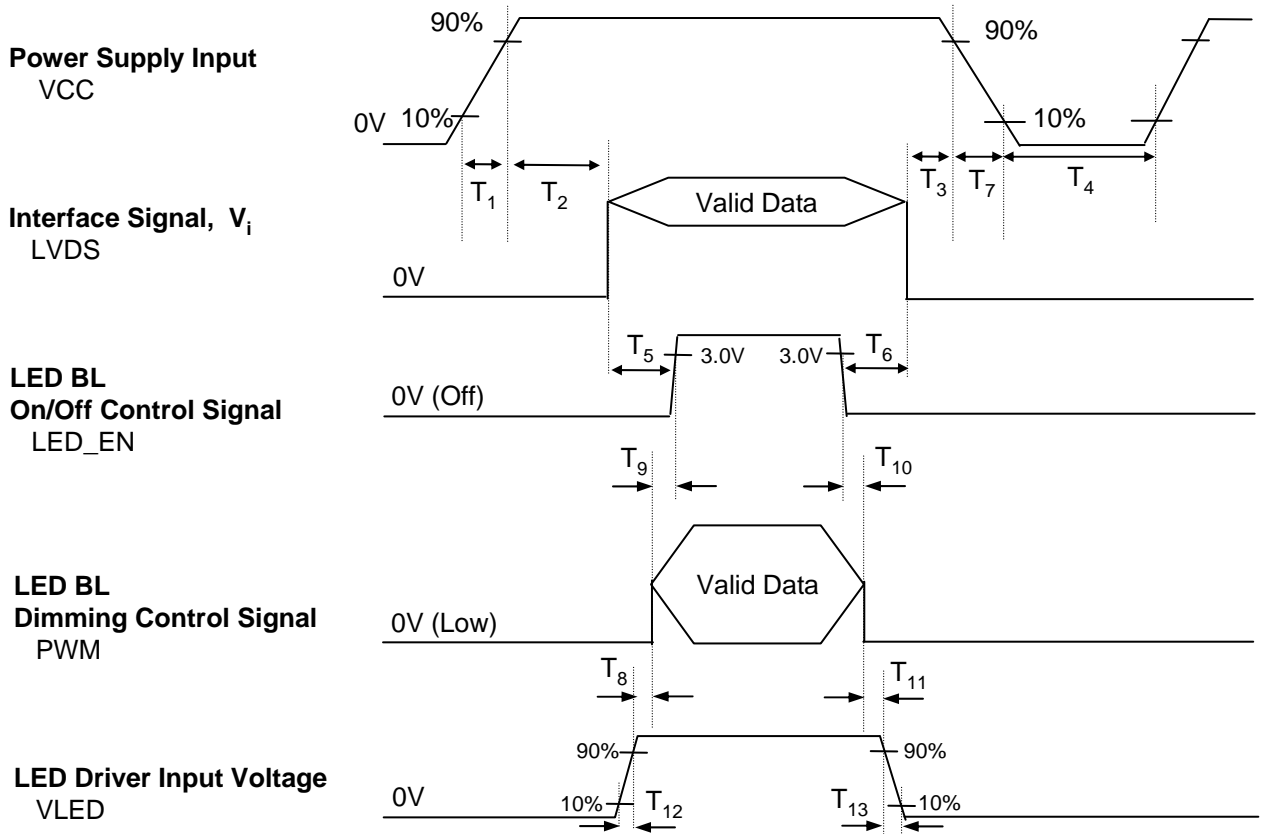 90%
90%
Power Supply Input
VCC
0V 10%
10%
T1
T2
T3
T7
T4
Valid Data
Interface Signal, Vi
LVDS
0V
T5
3.0V
3.0V
T6
LED BL
On/Off Control Signal
LED_EN
0V (Off)
T9
T10
LED BL
Dimming Control Signal
PWM
Valid Data
0V (Low)
T8
T11
90%
90%
LED Driver Input Voltage
VLED
0V
10%
T12
T13
10%